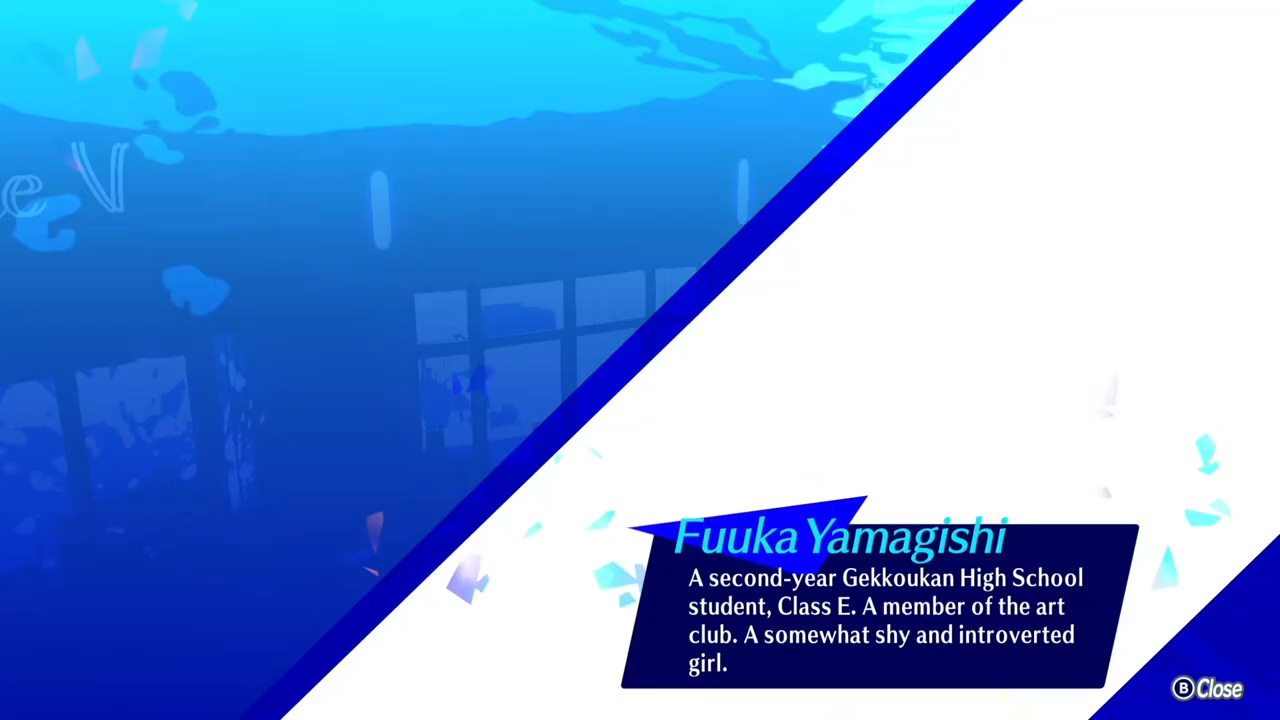 e V
Fuuka Yamagishi
A second-year Gekkoukan High School
student, Class E. A member of the art
club. A somewhat shy and introverted
girl.
B Close